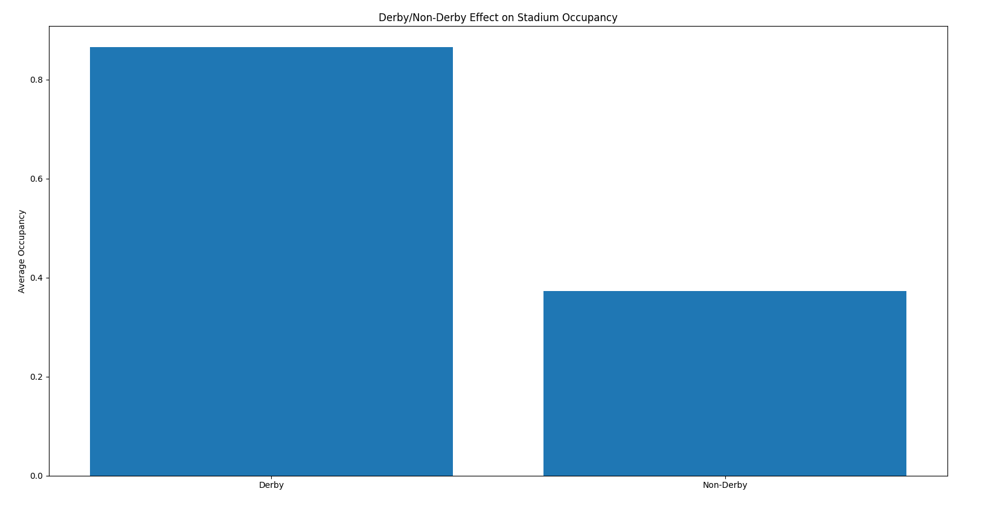 Derby/Non-Derby Effect on Stadium Occupancy
Average Occupancy
0.8
0.6
0.4
0.2
0.0
Derby
Non-Derby